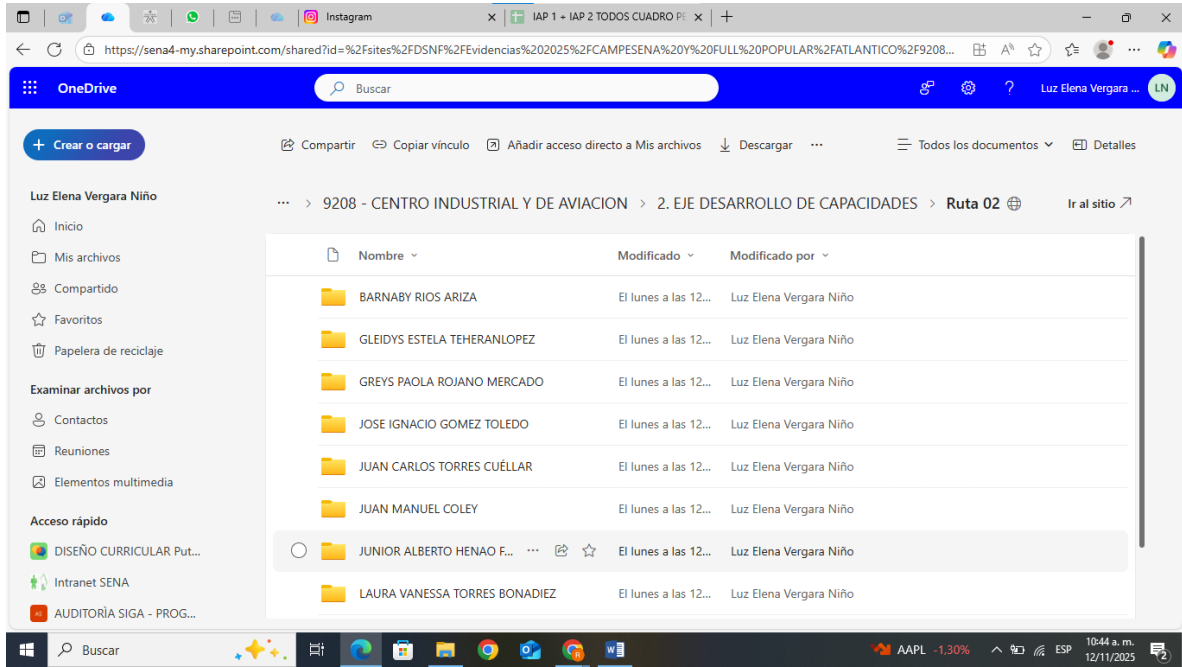 Instagram
IAP 1 + IAP 2 TODOS CUADRO PE
https://sena4-my.sharepoint.com/shared?id=%2Fsites%2FDSNF%2FEvidencias%202025%2FCAMPESENA%20Y%20FULL%20POPULAR%2FATLANTICO%2F9208...
OneDrive
Buscar
Luz Elena Vergara ...
LN
Crear o cargar
Compartir
Copiar vínculo
Añadir acceso directo a Mis archivos
Descargar
Todos los documentos
Detalles
Luz Elena Vergara Niño
Inicio
Mis archivos
Compartido
Favoritos
Papelera de reciclaje
Examinar archivos por
Contactos
Reuniones
Elementos multimedia
Acceso rápido
DISEÑO CURRICULAR Put...
Intranet SENA
AUDITORÌA SIGA - PROG...
... > 9208 - CENTRO INDUSTRIAL Y DE AVIACION > 2. EJE DESARROLLO DE CAPACIDADES > Ruta 02
Ir al sitio
Nombre Modificado Modificado por
BARNABY RIOS ARIZA El lunes a las 12... Luz Elena Vergara Niño
GLEIDYS ESTELA TEHERANLOPEZ El lunes a las 12... Luz Elena Vergara Niño
GREYS PAOLA ROJANO MERCADO El lunes a las 12... Luz Elena Vergara Niño
JOSE IGNACIO GOMEZ TOLEDO El lunes a las 12... Luz Elena Vergara Niño
JUAN CARLOS TORRES CUÉLLAR El lunes a las 12... Luz Elena Vergara Niño
JUAN MANUEL COLEY El lunes a las 12... Luz Elena Vergara Niño
JUNIOR ALBERTO HENAO F... El lunes a las 12... Luz Elena Vergara Niño
LAURA VANESSA TORRES BONADIEZ El lunes a las 12... Luz Elena Vergara Niño
Buscar
AAPL -1,30%
ESP
10:44 a. m.
12/11/2025
2